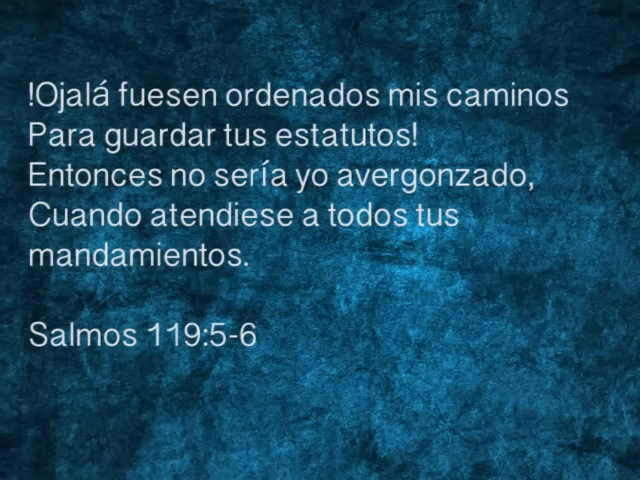 !Ojalá fuesen ordenados mis caminos
Para guardar tus estatutos!
Entonces no sería yo avergonzado,
Cuando atendiese a todos tus
mandamientos.
Salmos 119:5-6